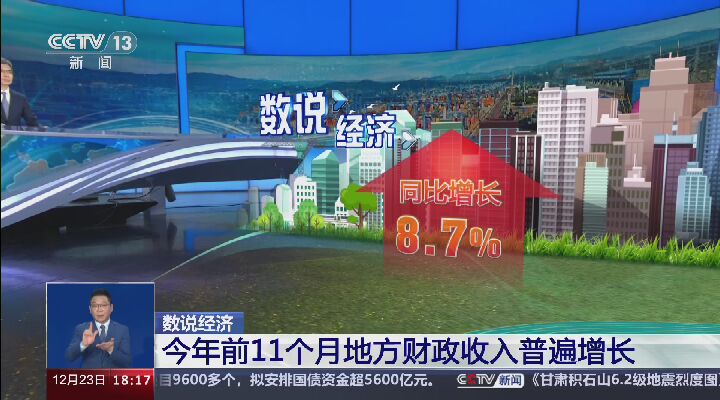 CCTV 13
新闻
数说
经济
同比增长
8.7%
数说经济
今年前11个月地方财政收入普遍增长
12月23日 18:17 目9600多个，拟安排国债资金超5600亿元。 CCTV 新闻 《甘肃积石山6.2级地震烈度图》